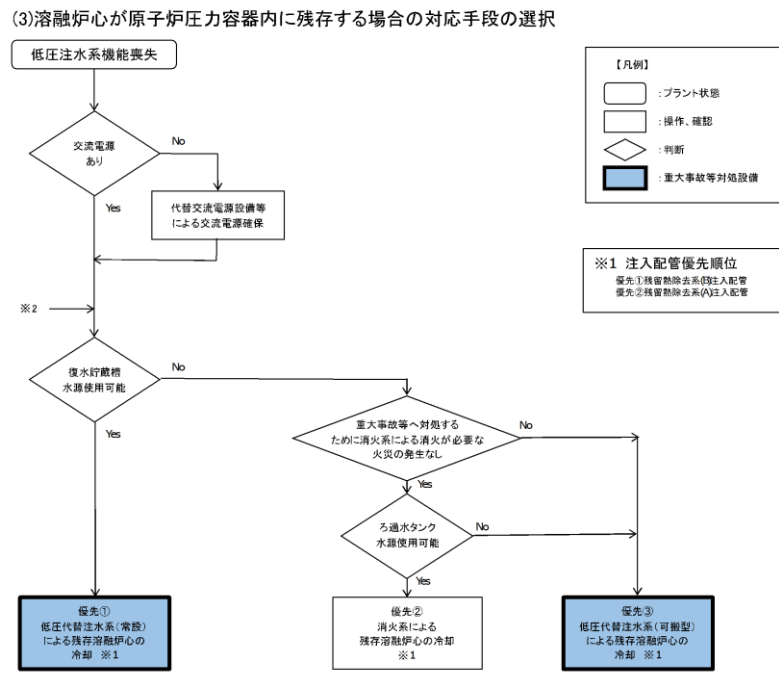 (3)溶融炉心が原子炉圧力容器内に残存する場合の対応手段の選択
低圧注水系機能喪失
【凡例】
:プラント状態
:操作、確認
:判断
:重大事故等対処設備
交流電源
あり
No
Yes
代替交流電源設備等
による交流電源確保
※1 注入配管優先順位
優先①残留熱除去系(B)注入配管
優先②残留熱除去系(A)注入配管
※2
復水貯蔵槽
水源使用可能
No
Yes
重大事故等へ対処する
ために消火系による消火が必要な
火災の発生なし
No
Yes
ろ過水タンク
水源使用可能
No
Yes
優先①
低圧代替注水系(常設)
による残存溶融炉心の
冷却 ※1
優先②
消火系による
残存溶融炉心の冷却
※1
優先③
低圧代替注水系(可搬型)
による残存溶融炉心の
冷却 ※1